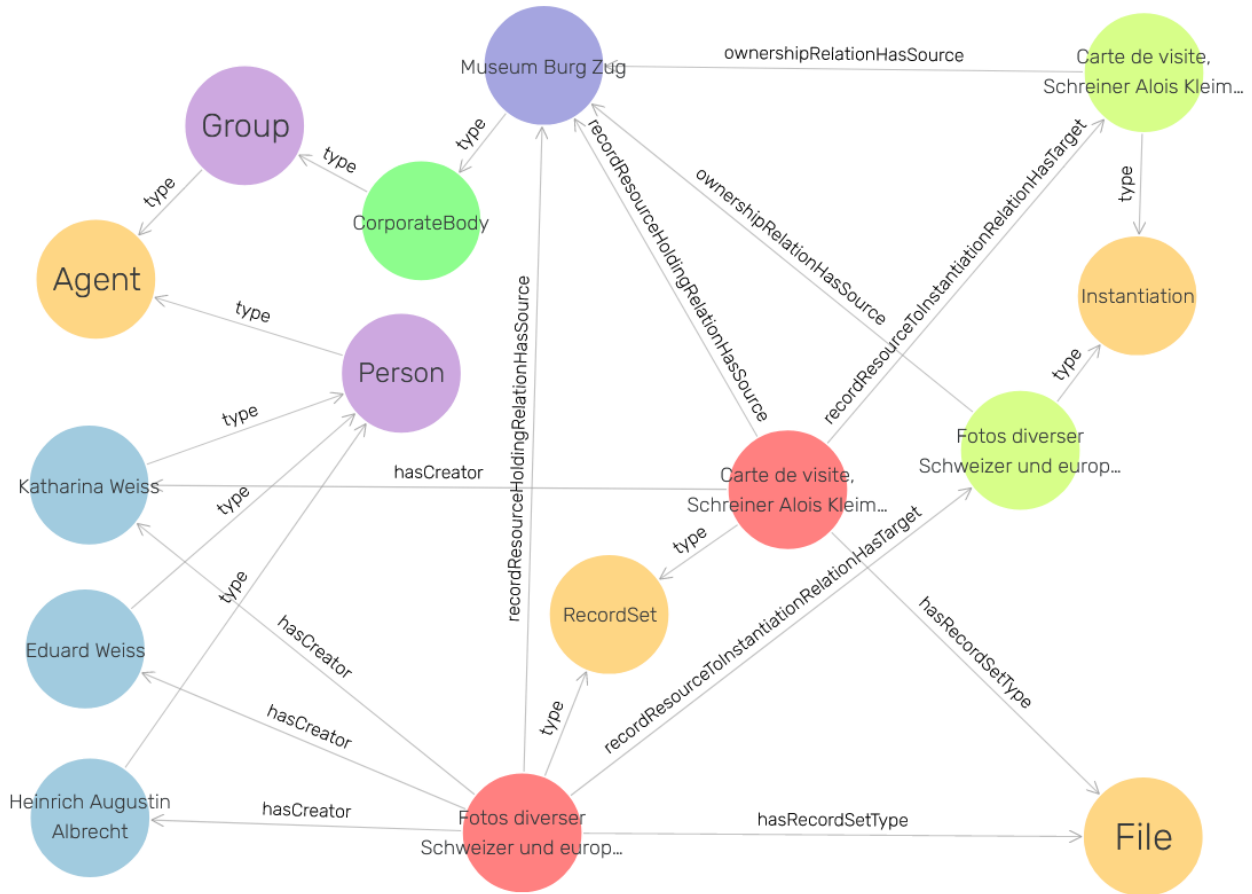 Museum Burg Zug
ownershipRelationHasSource
Carte de visite,
Schreiner Alois Kleim…
Group
type
type
recordResourceHoldingRelationHasSource
recordResourceToInstantiationRelationHasTarget
type
CorporateBody
type
ownershipRelationHasSource
Agent
Instantiation
type
Person
recordResourceHoldingRelationHasSource
type
type
Fotos diverser
Schweizer und europ…
Katharina Weiss
hasCreator
Carte de visite,
Schreiner Alois Kleim…
type
type
recordResourceToInstantiationRelationHasTarget
type
RecordSet
hasCreator
hasRecordSetType
Eduard Weiss
hasCreator
type
Heinrich Augustin
Albrecht
hasCreator
Fotos diverser
Schweizer und europ…
hasRecordSetType
File